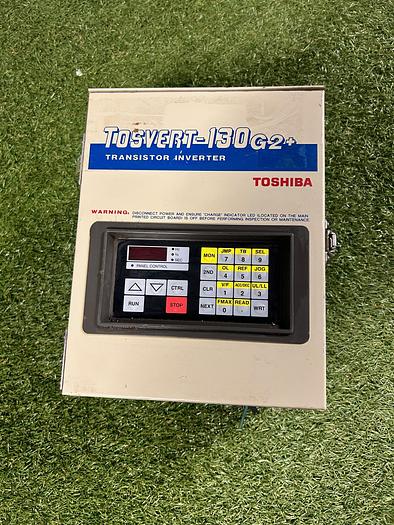 TOSVERT-130G2+
TRANSISTOR INVERTER
TOSHIBA
WARNING: DISCONNECT POWER AND ENSURE 'CHARGE' INDICATOR LED (LOCATED ON THE MAIN
PRINTED CIRCUIT BOARD) IS OFF BEFORE PERFORMING INSPECTION OR MAINTENANCE.
Hz
%
SEC
PANEL CONTROL
MON JMP 7 TB 8 SEL 9
2ND OL 4 REF 5 JOG 6
CTRL CLR V/F 1 ACC/DEC 2 UL/LL 3
RUN STOP NEXT FMAX 0 READ . WRT